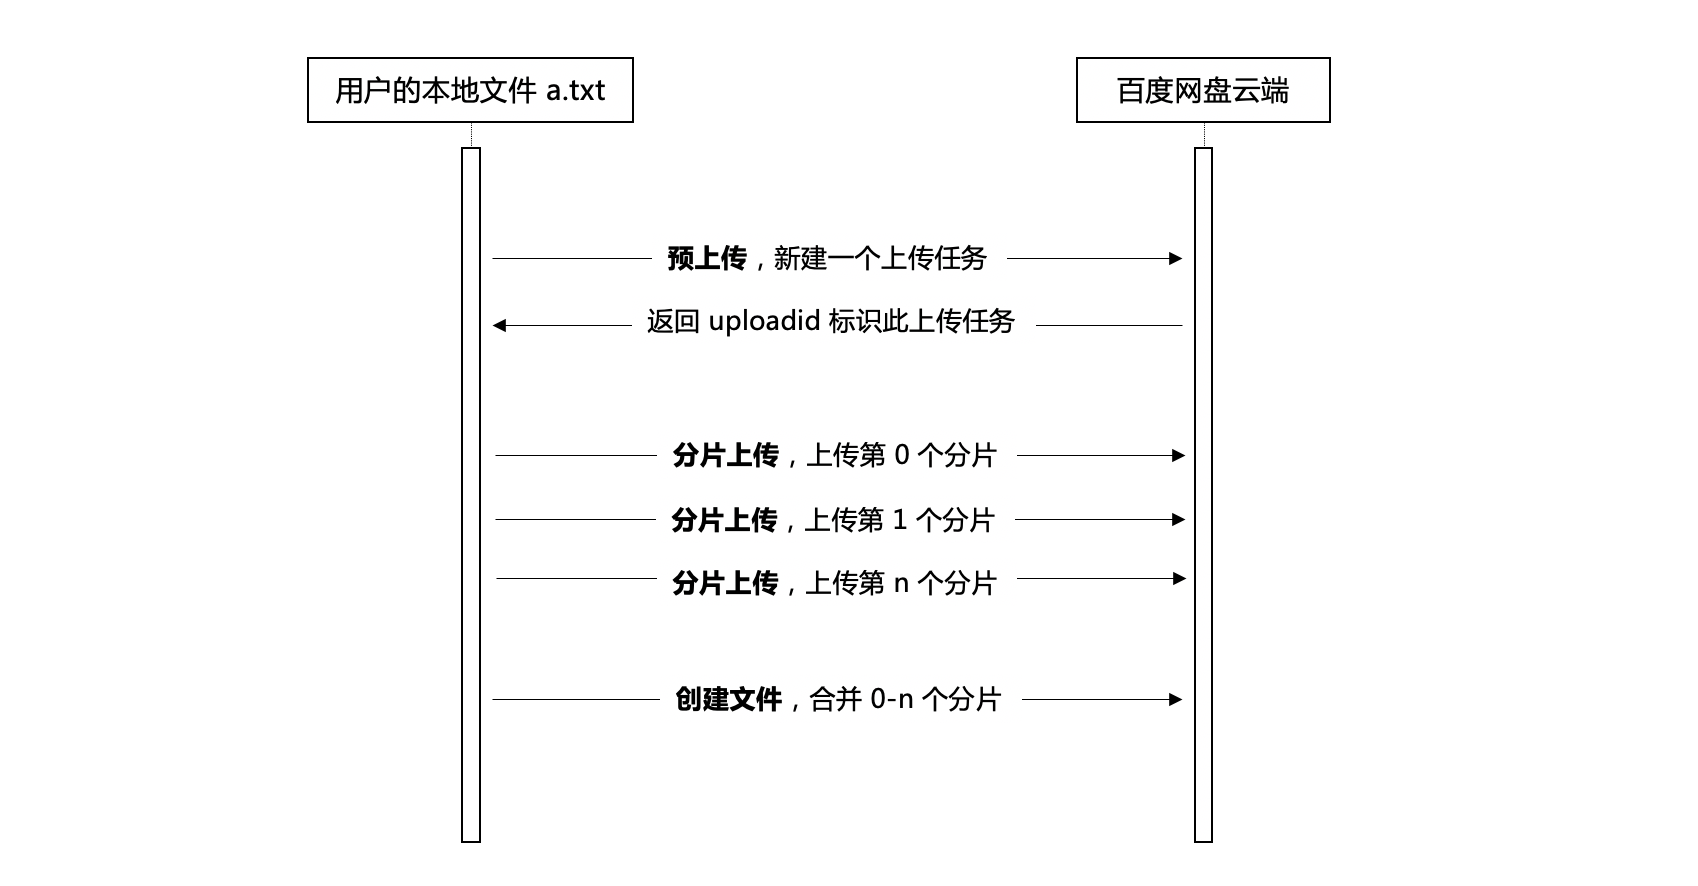 用户的本地文件 a.txt
百度网盘云端
预上传，新建一个上传任务
返回 uploadid 标识此上传任务
分片上传，上传第 0 个分片
分片上传，上传第 1 个分片
分片上传，上传第 n 个分片
创建文件，合并 0-n 个分片